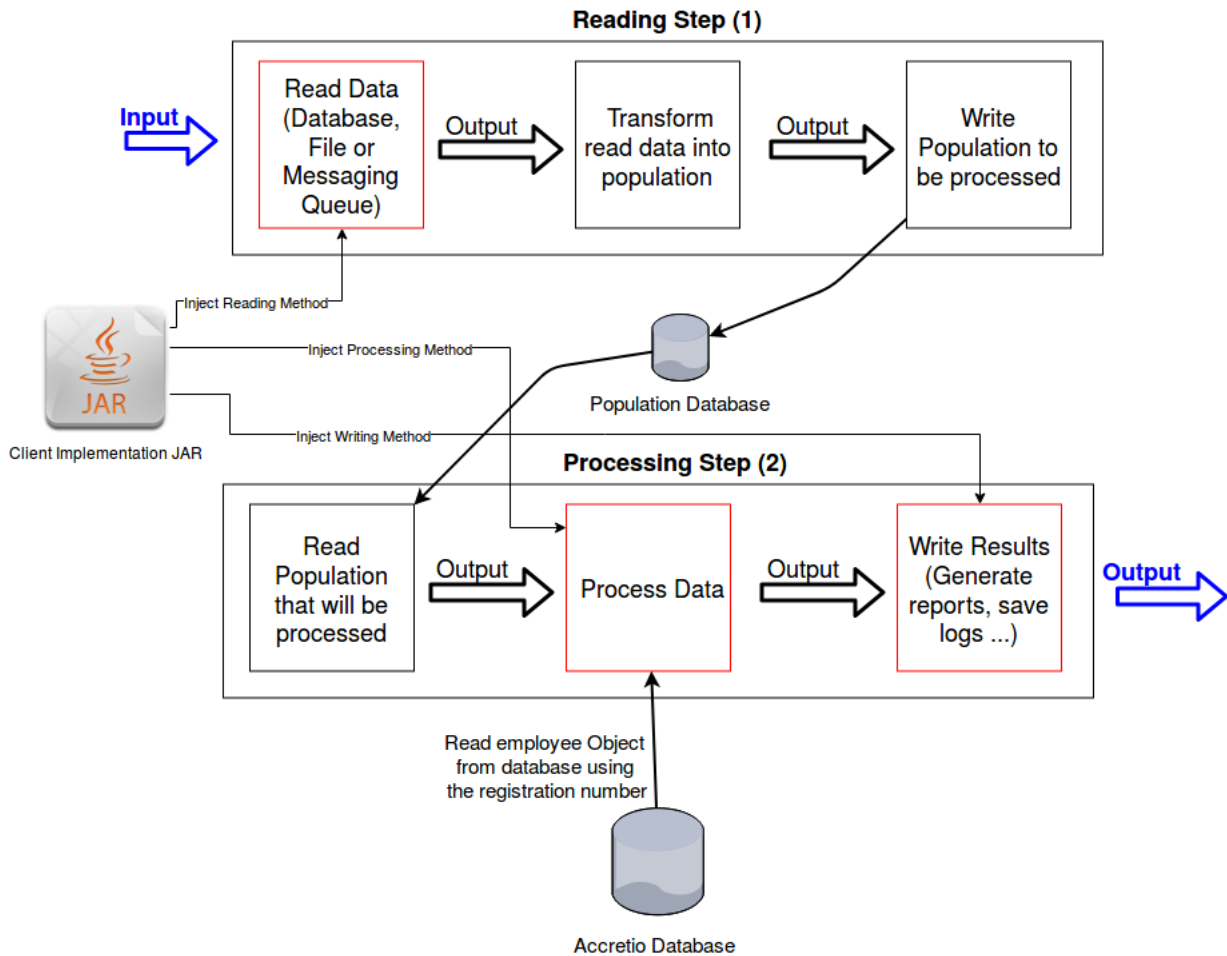 Reading Step (1)
Input
Read Data
(Database,
File or
Messaging
Queue)
Output
Transform
read data into
population
Output
Write
Population to
be processed
Inject Reading Method
Inject Processing Method
JAR
Client Implementation JAR
Inject Writing Method
Population Database
Processing Step (2)
Read
Population
that will be
processed
Output
Process Data
Output
Write Results
(Generate
reports, save
logs ...)
Output
Read employee Object
from database using
the registration number
Accretio Database